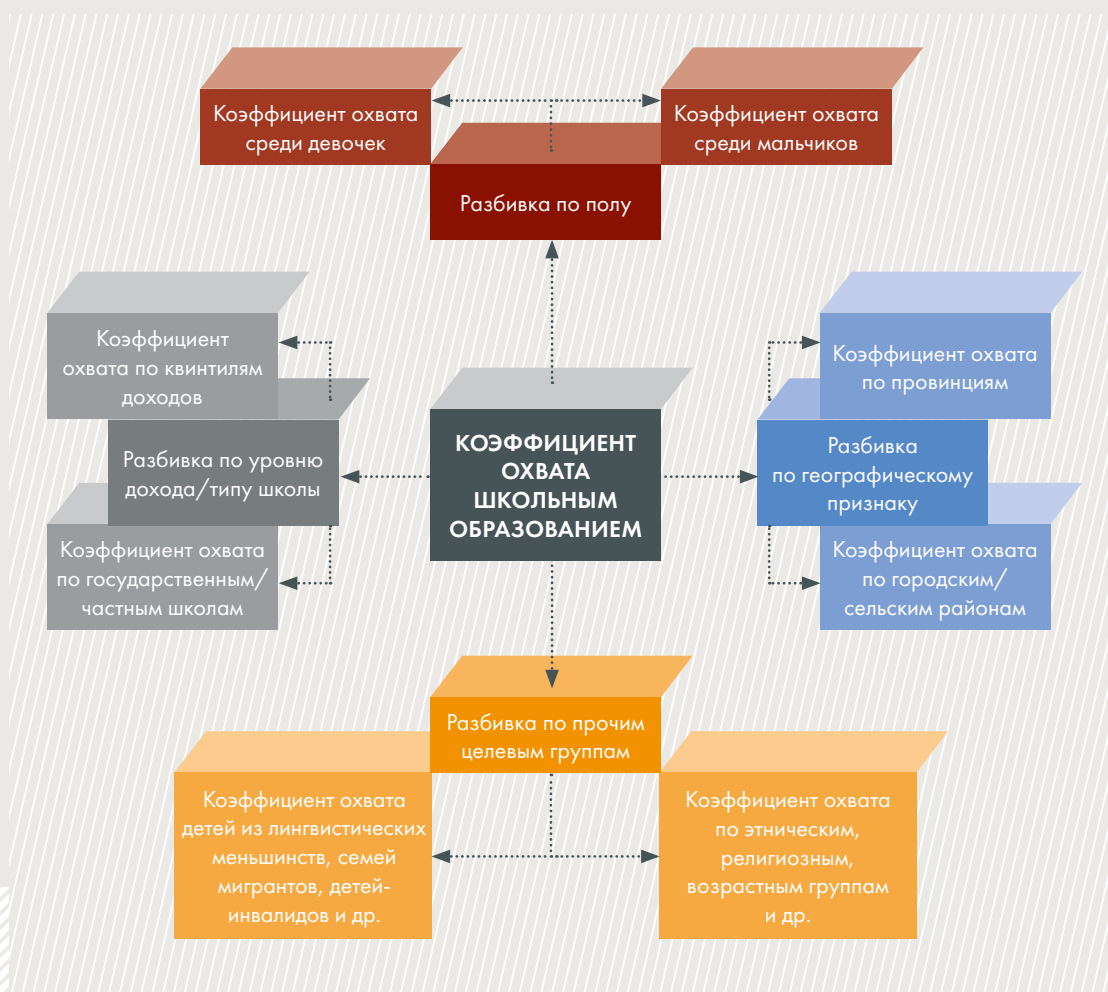 Коэффициент охвата
среди девочек
Коэффициент охвата
среди мальчиков
Разбивка по полу
Коэффициент
охвата по квинтилям
доходов
Разбивка по уровню
дохода/типу школы
Коэффициент охвата
по государственным/
частным школам
КОЭФФИЦИЕНТ
ОХВАТА
ШКОЛЬНЫМ
ОБРАЗОВАНИЕМ
Коэффициент охвата
по провинциям
Разбивка
по географическому
признаку
Коэффициент охвата
по городским/
сельским районам
Разбивка по прочим
целевым группам
Коэффициент охвата
детей из лингвистических
меньшинств, семей
мигрантов, детей-
инвалидов и др.
Коэффициент охвата
по этническим,
религиозным,
возрастным группам
и др.